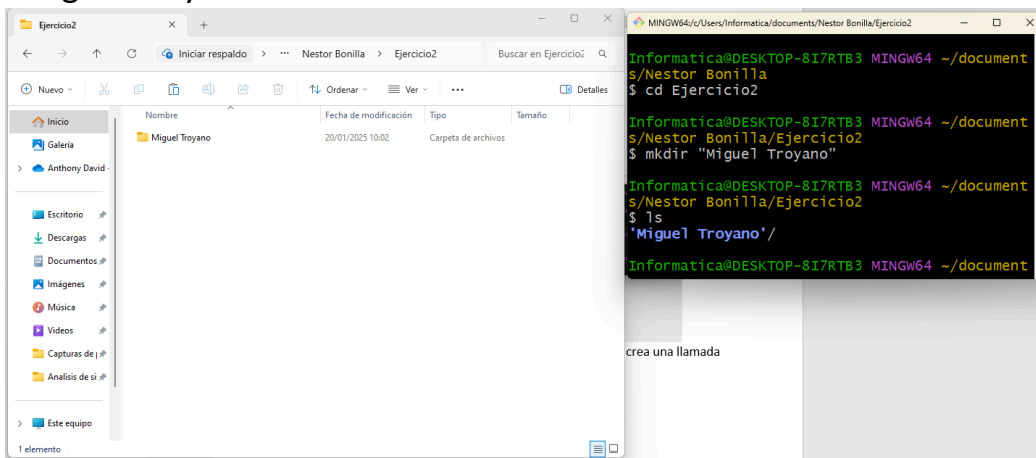 Ejercicio2
Iniciar respaldo > ··· Nestor Bonilla > Ejercicio2
Buscar en Ejercicio2
Nuevo
Ordenar
Ver
···
Detalles
Inicio
Galería
Anthony David -
Escritorio
Descargas
Documentos
Imágenes
Música
Videos
Capturas de
Analisis de si
Este equipo
Nombre Fecha de modificación Tipo Tamaño
Miguel Troyano 20/01/2025 10:02 Carpeta de archivos
1 elemento
MINGW64:/c/Users/Informatica/documents/Nestor Bonilla/Ejercicio2
Informatica@DESKTOP-8I7RTB3 MINGW64 ~/document
s/Nestor Bonilla
$ cd Ejercicio2
Informatica@DESKTOP-8I7RTB3 MINGW64 ~/document
s/Nestor Bonilla/Ejercicio2
$ mkdir "Miguel Troyano"
Informatica@DESKTOP-8I7RTB3 MINGW64 ~/document
s/Nestor Bonilla/Ejercicio2
$ ls
'Miguel Troyano'/
Informatica@DESKTOP-8I7RTB3 MINGW64 ~/document
crea una llamada